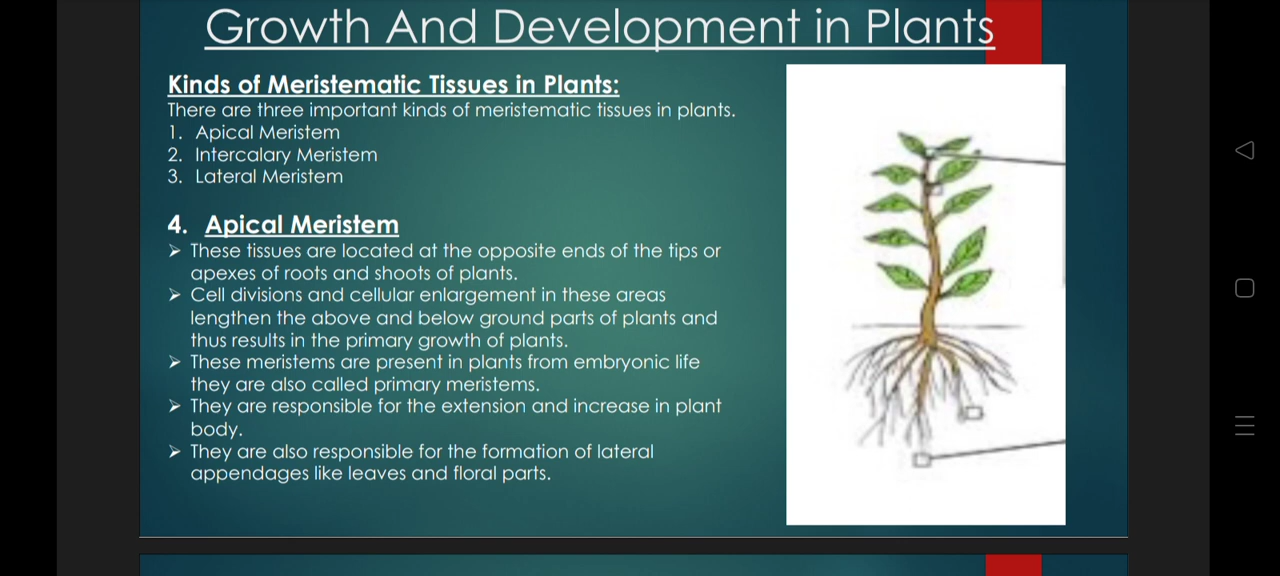 Growth And Development in Plants
Kinds of Meristematic Tissues in Plants:
There are three important kinds of meristematic tissues in plants.
1. Apical Meristem
2. Intercalary Meristem
3. Lateral Meristem
4. Apical Meristem
➢ These tissues are located at the opposite ends of the tips or
apexes of roots and shoots of plants.
➢ Cell divisions and cellular enlargement in these areas
lengthen the above and below ground parts of plants and
thus results in the primary growth of plants.
➢ These meristems are present in plants from embryonic life
they are also called primary meristems.
➢ They are responsible for the extension and increase in plant
body.
➢ They are also responsible for the formation of lateral
appendages like leaves and floral parts.